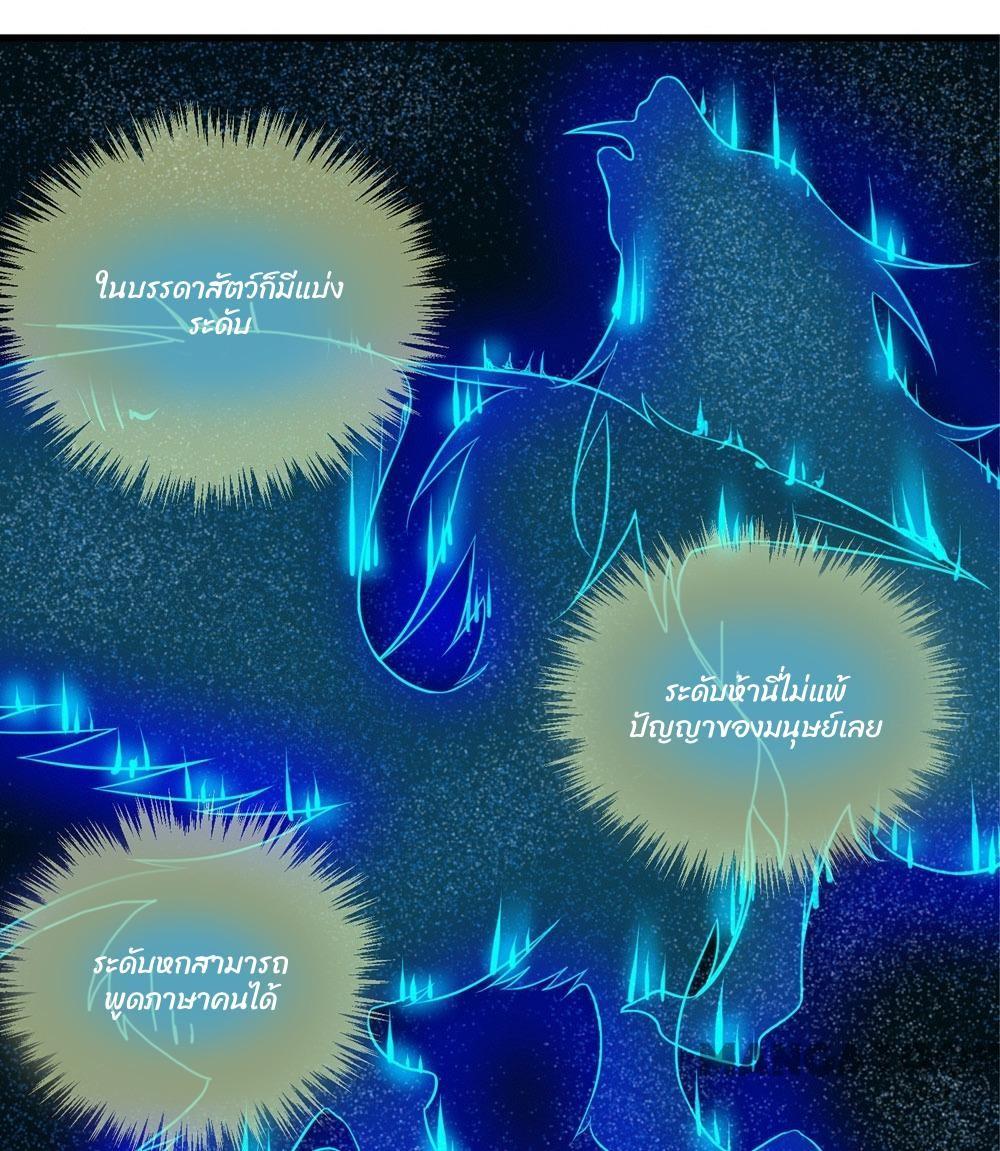 ในบรรดาสัตว์ก็มีแบ่ง
ระดับ
ระดับห้านี่ไม่แพ้
ปัญญาของมนุษย์เลย
ระดับหกสามารถ
พูดภาษาคนได้